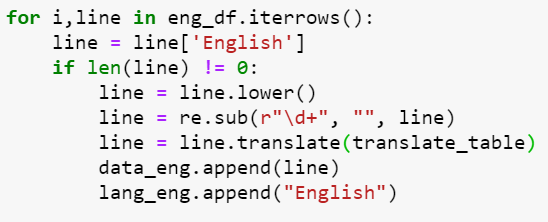 for i,line in eng_df.iterrows():
    line = line['English']
    if len(line) != 0:
        line = line.lower()
        line = re.sub(r"\d+", "", line)
        line = line.translate(translate_table)
        data_eng.append(line)
        lang_eng.append("English")